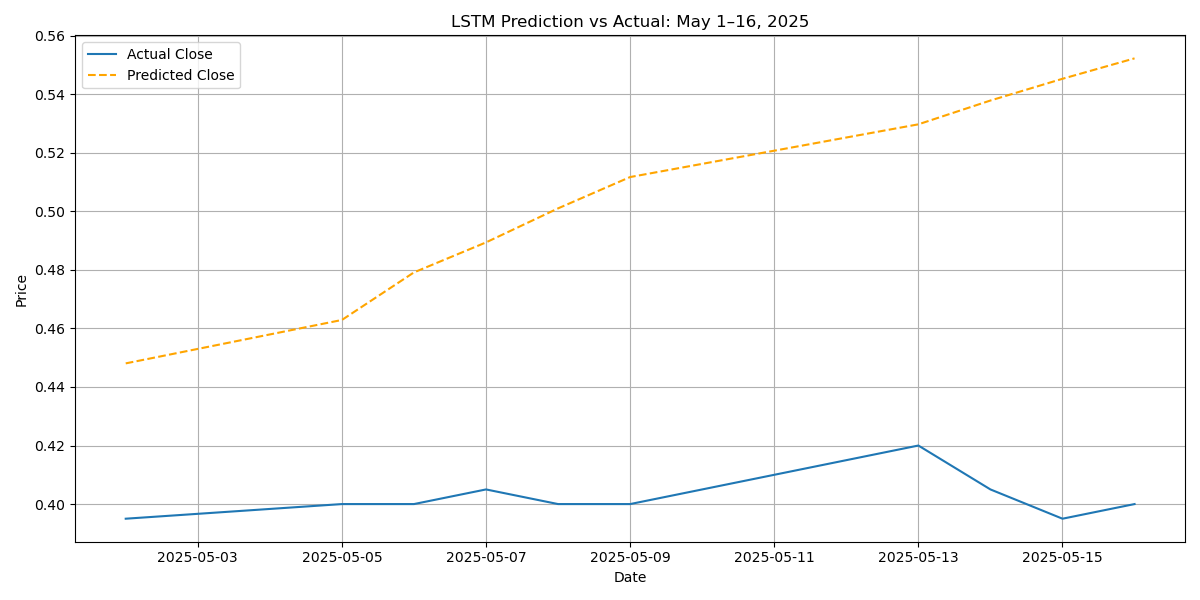 LSTM Prediction vs Actual: May 1–16, 2025
Actual Close
Predicted Close
Price
0.56
0.54
0.52
0.50
0.48
0.46
0.44
0.42
0.40
2025-05-03 2025-05-05 2025-05-07 2025-05-09 2025-05-11 2025-05-13 2025-05-15
Date